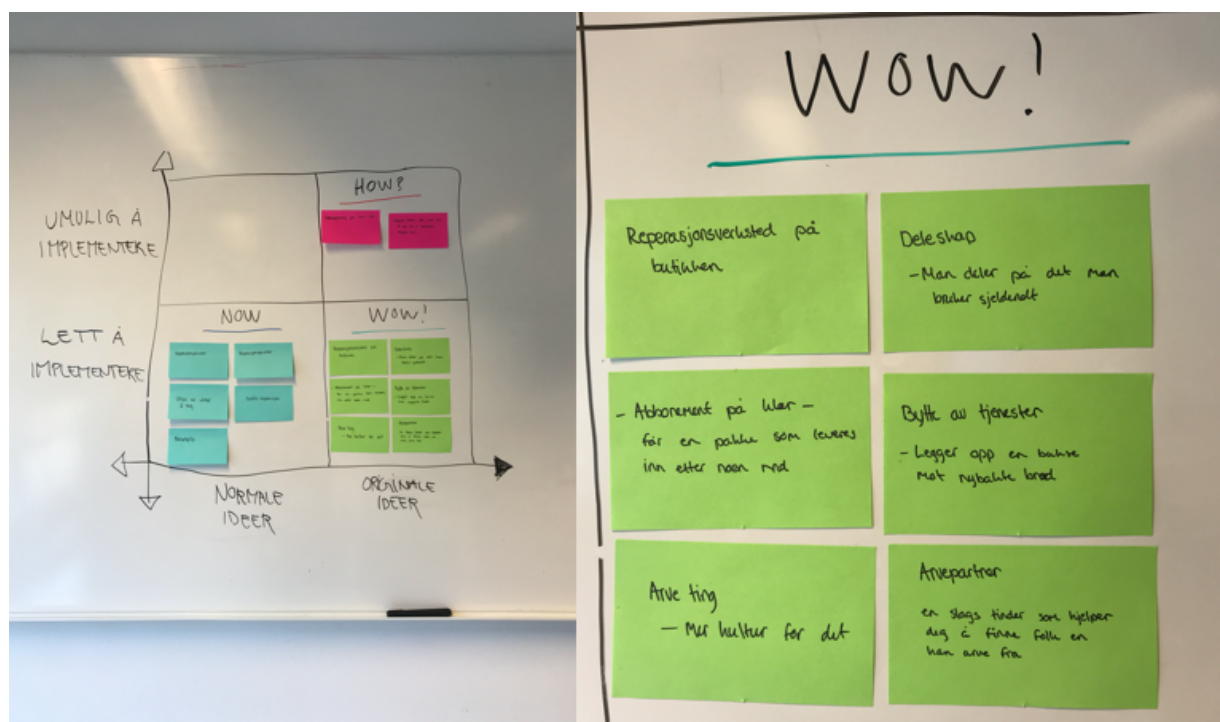 HOW?
UMULIG Å
IMPLEMENTERE
NOW
WOW!
LETT Å
IMPLEMENTERE
NORMALE
IDEER
ORIGINALE
IDEER
WOW!
Reperasjonsverksted på
butikken
Deleskap
- Man deler på det man
bruker sjeldendt
- Abbonement på klær -
får en pakke som leveres
inn etter noen mnd
Bytte av tjenester
- Legger opp en bukse
mot nybakte brød
Arve ting
- Mer kultur for det
Arvepartner
en slags tinder som hjelper
deg å finne folk en
kan arve fra